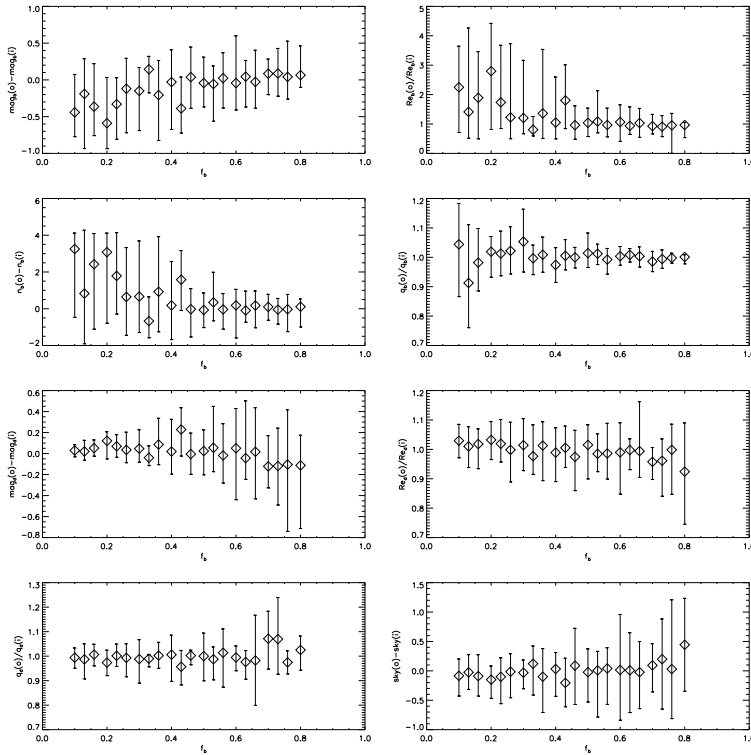 1.0
0.5
0.0
−0.5
−1.0
mag_b(o)−mag_b(i)
0.0 0.2 0.4 0.6 0.8 1.0
f_b
5
4
3
2
1
0
Re_b(o)/Re_b(i)
0.0 0.2 0.4 0.6 0.8 1.0
f_b
6
4
2
0
−2
n_b(o)−n_b(i)
0.0 0.2 0.4 0.6 0.8 1.0
f_b
1.2
1.1
1.0
0.9
0.8
0.7
q_b(o)/q_b(i)
0.0 0.2 0.4 0.6 0.8 1.0
f_b
0.6
0.4
0.2
0.0
−0.2
−0.4
−0.6
−0.8
mag_d(o)−mag_d(i)
0.0 0.2 0.4 0.6 0.8 1.0
f_b
1.2
1.1
1.0
0.9
0.8
0.7
Re_d(o)/Re_d(i)
0.0 0.2 0.4 0.6 0.8 1.0
f_b
1.3
1.2
1.1
1.0
0.9
0.8
0.7
q_d(o)/q_d(i)
0.0 0.2 0.4 0.6 0.8 1.0
f_b
1.5
1.0
0.5
0.0
−0.5
−1.0
sky(o)−sky(i)
0.0 0.2 0.4 0.6 0.8 1.0
f_b